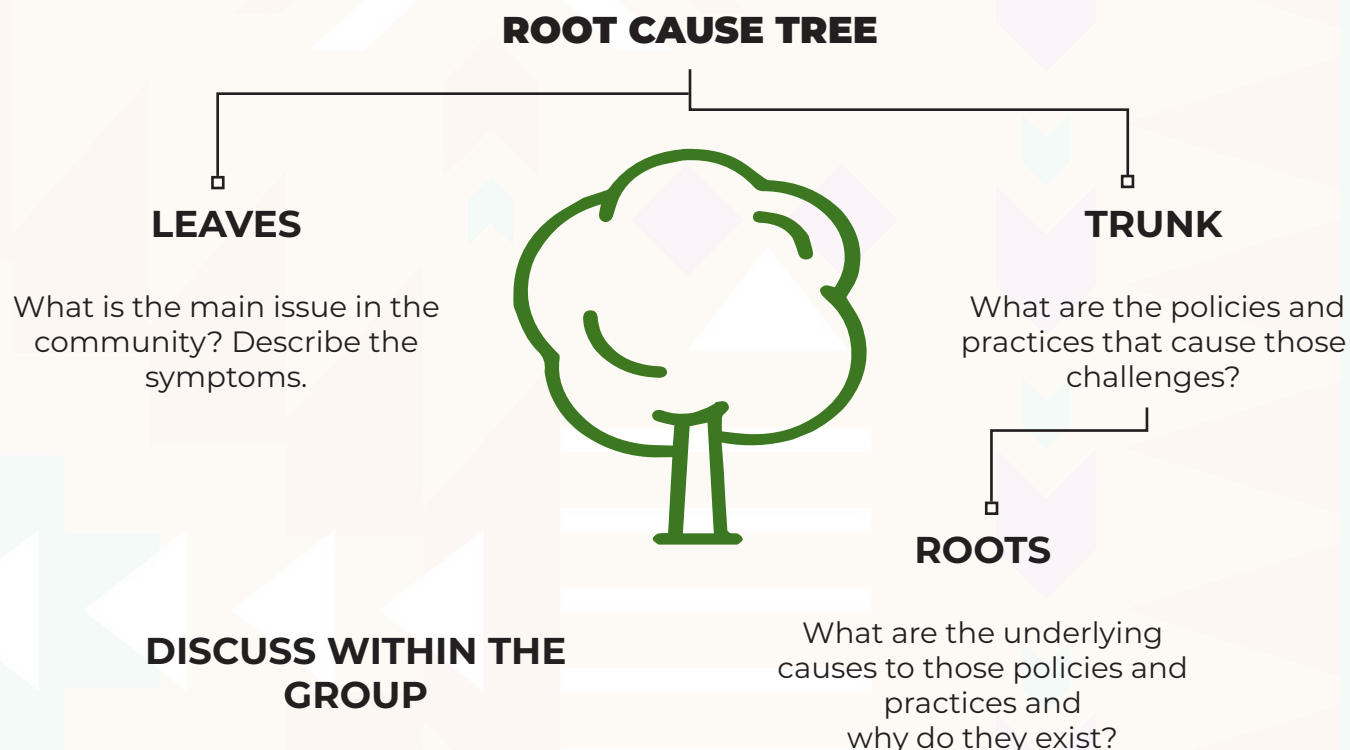 ROOT CAUSE TREE
LEAVES
What is the main issue in the
community? Describe the
symptoms.
TRUNK
What are the policies and
practices that cause those
challenges?
ROOTS
What are the underlying
causes to those policies and
practices and
why do they exist?
DISCUSS WITHIN THE
GROUP